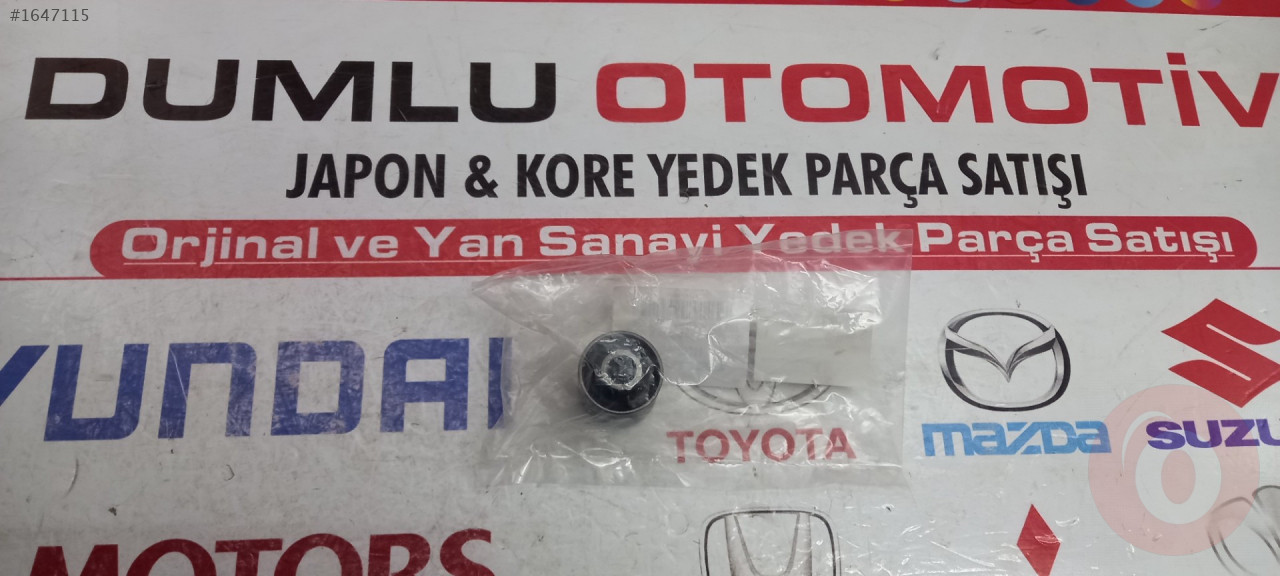 #1647115
DUMLU OTOMOTİV
JAPON & KORE YEDEK PARÇA SATIŞI
Orjinal ve Yan Sanayi Yedek Parça Satışı
YUNDAI
TOYOTA
mazda
SUZU
MOTORS